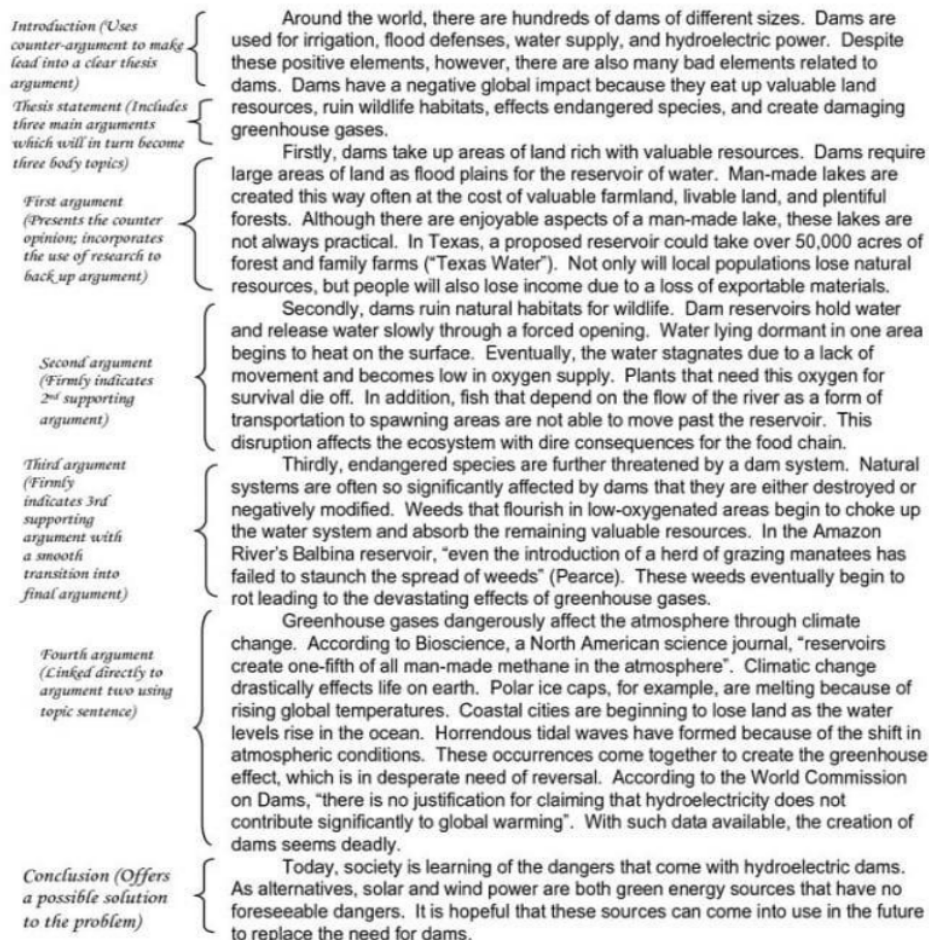 Introduction (Uses
counter-argument to make
lead into a clear thesis
argument)
Around the world, there are hundreds of dams of different sizes. Dams are
used for irrigation, flood defenses, water supply, and hydroelectric power. Despite
these positive elements, however, there are also many bad elements related to
dams. Dams have a negative global impact because they eat up valuable land
resources, ruin wildlife habitats, effects endangered species, and create damaging
greenhouse gases.
Thesis statement (Includes
three main arguments
which will in turn become
three body topics)
First argument
(Presents the counter
opinion; incorporates
the use of research to
back up argument)
Firstly, dams take up areas of land rich with valuable resources. Dams require
large areas of land as flood plains for the reservoir of water. Man-made lakes are
created this way often at the cost of valuable farmland, livable land, and plentiful
forests. Although there are enjoyable aspects of a man-made lake, these lakes are
not always practical. In Texas, a proposed reservoir could take over 50,000 acres of
forest and family farms (“Texas Water”). Not only will local populations lose natural
resources, but people will also lose income due to a loss of exportable materials.
Second argument
(Firmly indicates
2nd supporting
argument)
Secondly, dams ruin natural habitats for wildlife. Dam reservoirs hold water
and release water slowly through a forced opening. Water lying dormant in one area
begins to heat on the surface. Eventually, the water stagnates due to a lack of
movement and becomes low in oxygen supply. Plants that need this oxygen for
survival die off. In addition, fish that depend on the flow of the river as a form of
transportation to spawning areas are not able to move past the reservoir. This
disruption affects the ecosystem with dire consequences for the food chain.
Third argument
(Firmly
indicates 3rd
supporting
argument with
a smooth
transition into
final argument)
Thirdly, endangered species are further threatened by a dam system. Natural
systems are often so significantly affected by dams that they are either destroyed or
negatively modified. Weeds that flourish in low-oxygenated areas begin to choke up
the water system and absorb the remaining valuable resources. In the Amazon
River’s Balbina reservoir, “even the introduction of a herd of grazing manatees has
failed to staunch the spread of weeds” (Pearce). These weeds eventually begin to
rot leading to the devastating effects of greenhouse gases.
Fourth argument
(Linked directly to
argument two using
topic sentence)
Greenhouse gases dangerously affect the atmosphere through climate
change. According to Bioscience, a North American science journal, “reservoirs
create one-fifth of all man-made methane in the atmosphere”. Climatic change
drastically effects life on earth. Polar ice caps, for example, are melting because of
rising global temperatures. Coastal cities are beginning to lose land as the water
levels rise in the ocean. Horrendous tidal waves have formed because of the shift in
atmospheric conditions. These occurrences come together to create the greenhouse
effect, which is in desperate need of reversal. According to the World Commission
on Dams, “there is no justification for claiming that hydroelectricity does not
contribute significantly to global warming”. With such data available, the creation of
dams seems deadly.
Conclusion (Offers
a possible solution
to the problem)
Today, society is learning of the dangers that come with hydroelectric dams.
As alternatives, solar and wind power are both green energy sources that have no
foreseeable dangers. It is hopeful that these sources can come into use in the future
to replace the need for dams.